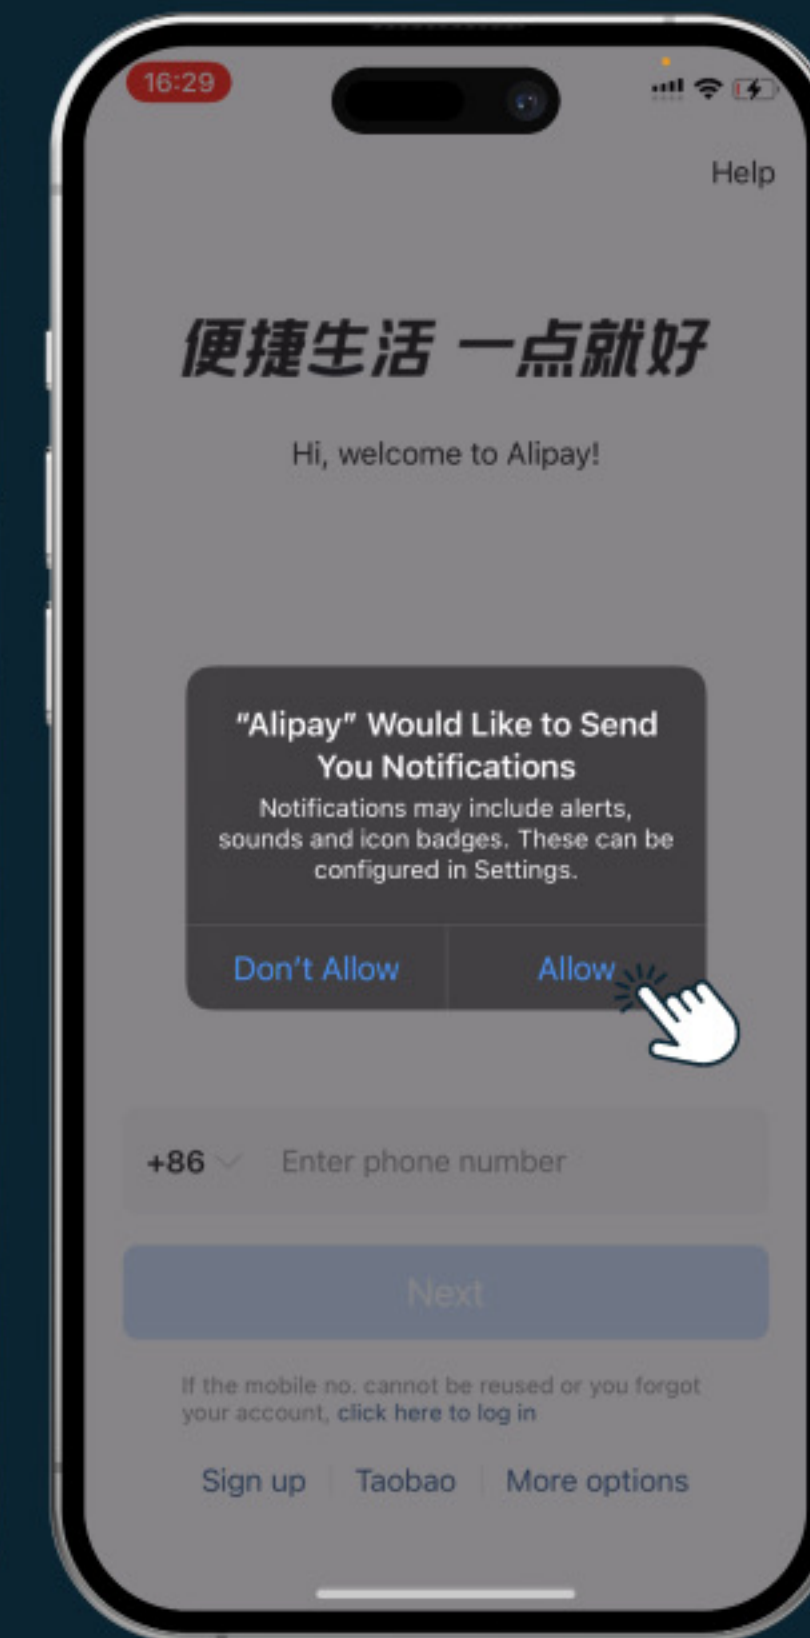 16:29
Help
便捷生活 一点就好
Hi, welcome to Alipay!
"Alipay" Would Like to Send
You Notifications
Notifications may include alerts,
sounds and icon badges. These can be
configured in Settings.
Don't Allow
Allow
+86
Enter phone number
Next
If the mobile no. cannot be reused or you forgot
your account, click here to log in
Sign up
Taobao
More options